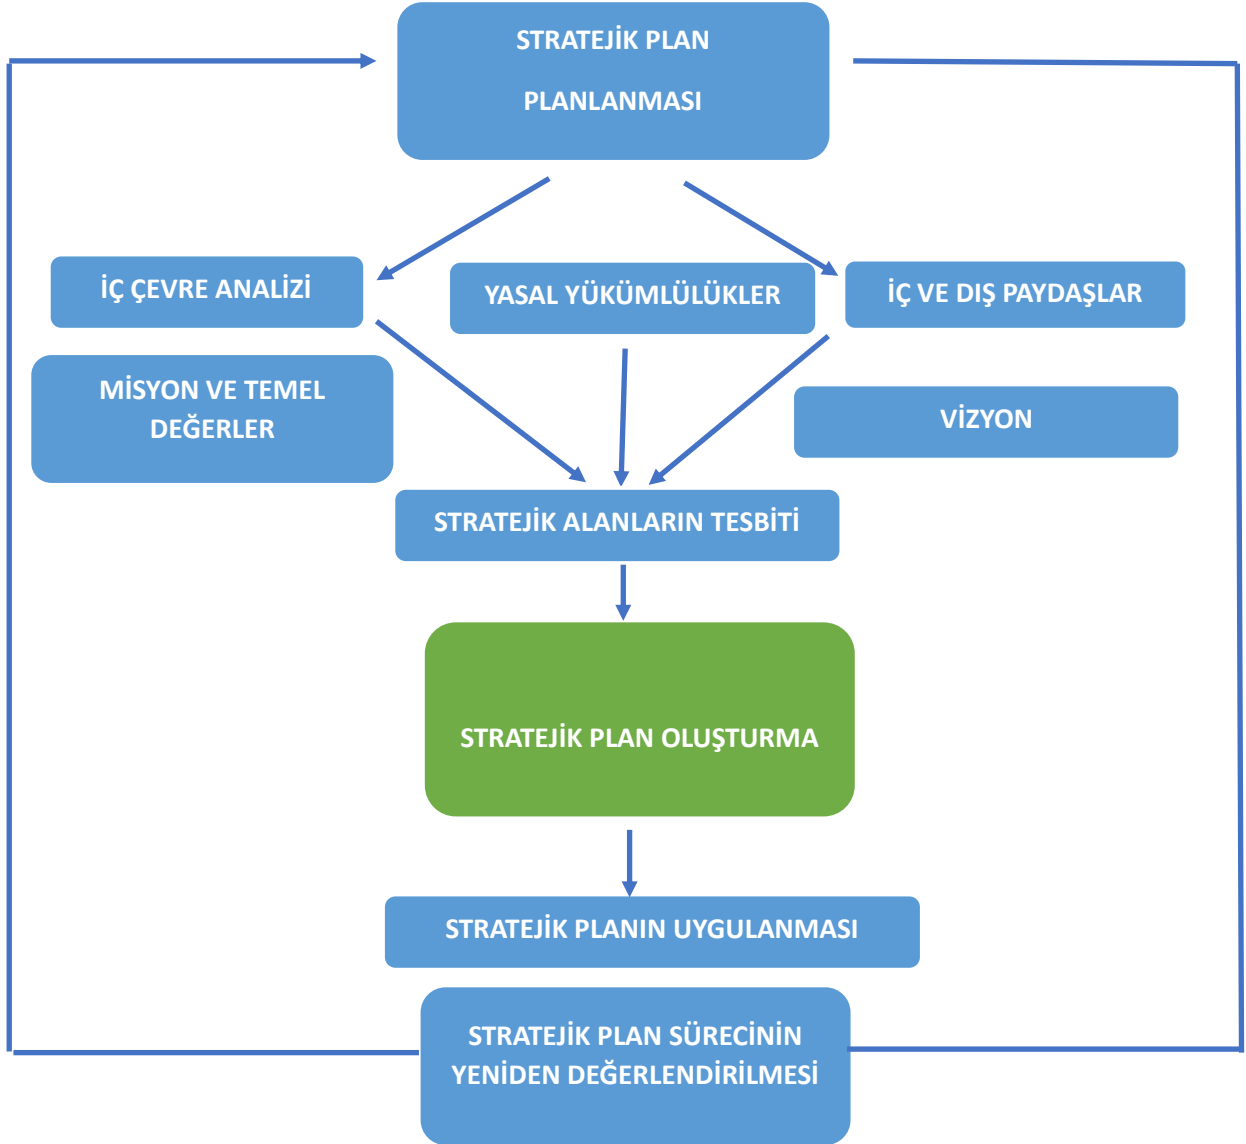 STRATEJİK PLAN
PLANLANMASI
İÇ ÇEVRE ANALİZİ
YASAL YÜKÜMLÜLÜKLER
İÇ VE DIŞ PAYDAŞLAR
MİSYON VE TEMEL
DEĞERLER
VİZYON
STRATEJİK ALANLARIN TESBİTİ
STRATEJİK PLAN OLUŞTURMA
STRATEJİK PLANIN UYGULANMASI
STRATEJİK PLAN SÜRECİNİN
YENİDEN DEĞERLENDİRİLMESİ